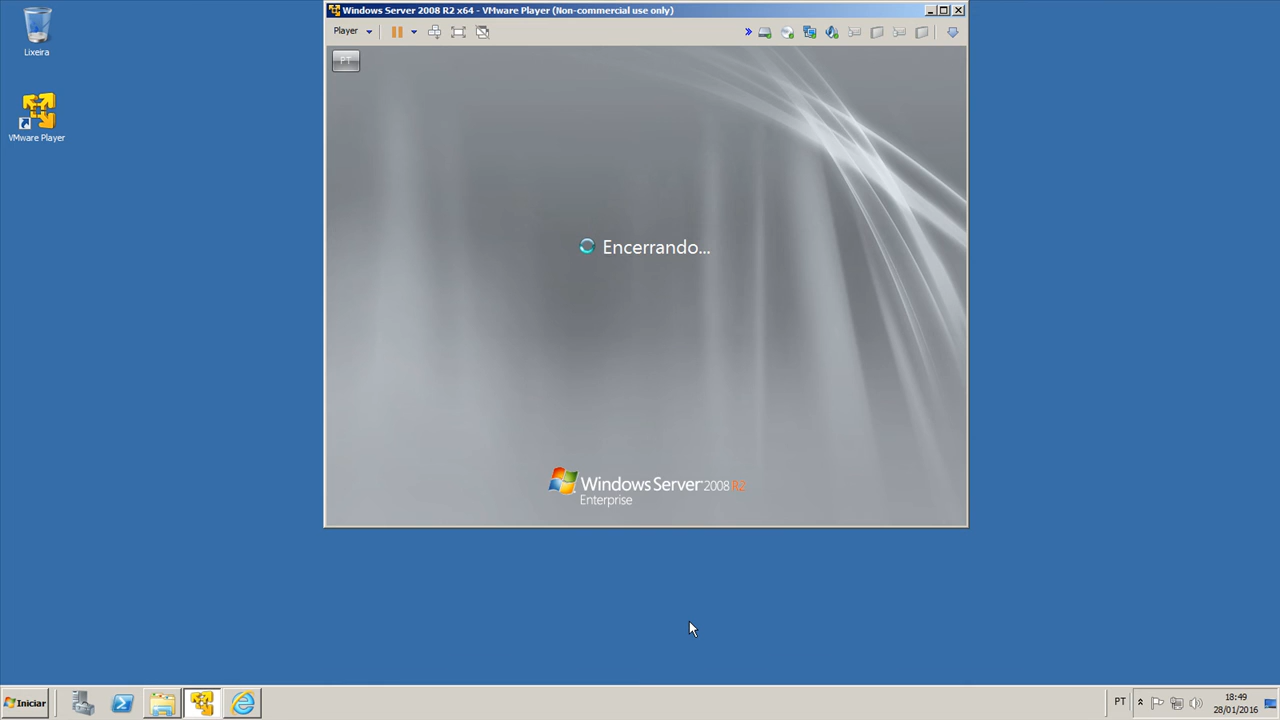 Windows Server 2008 R2 x64 - VMware Player (Non-commercial use only)
Lixeira
Player
PT
VMware Player
Encerrando...
Windows Server 2008 R2
Enterprise
Iniciar
PT
18:49
28/01/2016